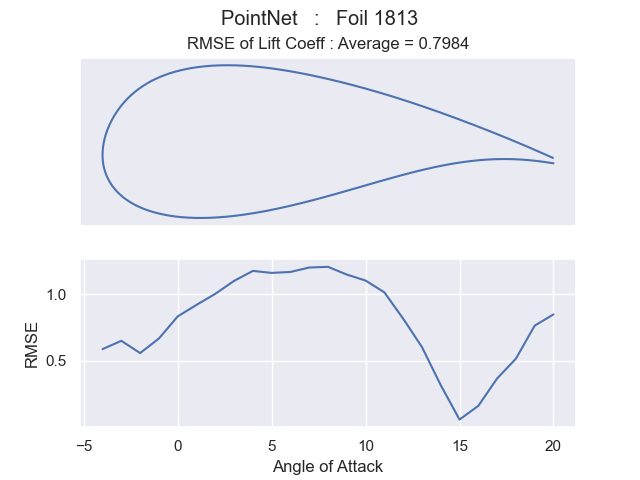 PointNet : Foil 1813
RMSE of Lift Coeff : Average = 0.7984
1.0
0.5
RMSE
−5 0 5 10 15 20
Angle of Attack